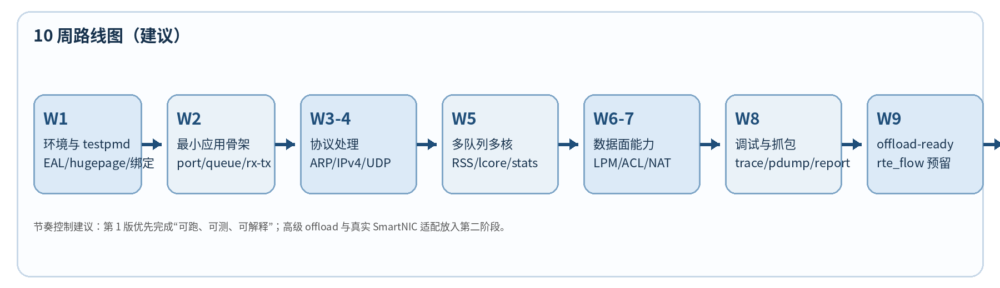 10 周路线图（建议）
W1
环境与 testpmd
EAL/hugepage/绑定
W2
最小应用骨架
port/queue/rx-tx
W3-4
协议处理
ARP/IPv4/UDP
W5
多队列多核
RSS/lcore/stats
W6-7
数据面能力
LPM/ACL/NAT
W8
调试与抓包
trace/pdump/report
W9
offload-ready
rte_flow 预留
节奏控制建议：第 1 版优先完成“可跑、可测、可解释”；高级 offload 与真实 SmartNIC 适配放入第二阶段。